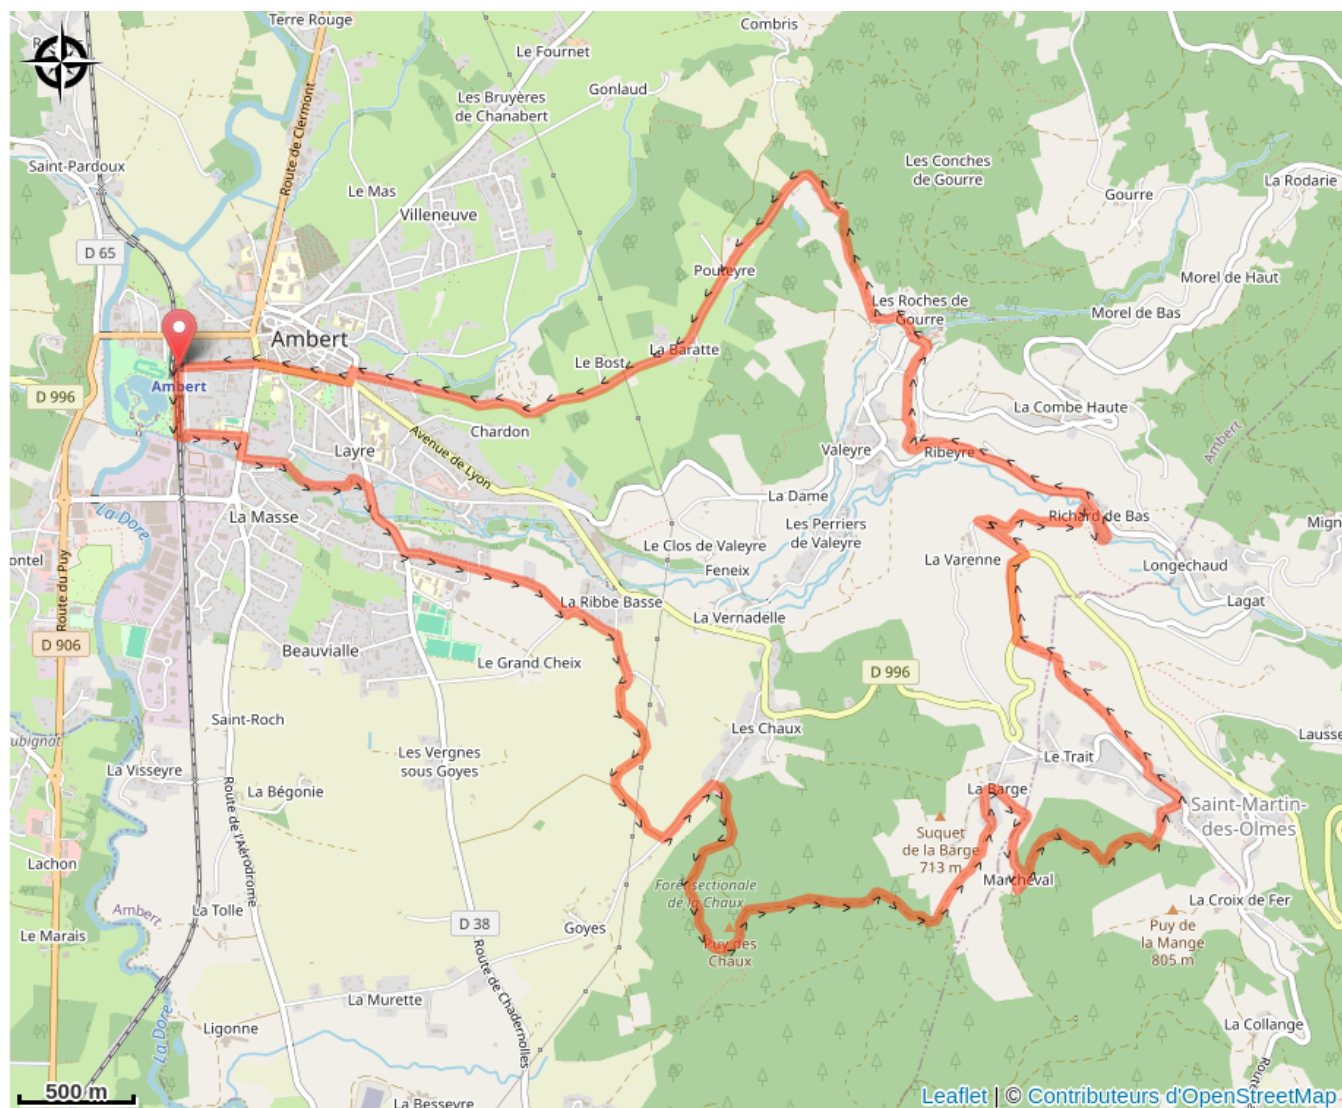 Terre Rouge
Combris
Le Fournet
Gonlaud
Les Bruyères
de Chanabert
Route de Clermont
Saint-Pardoux
Les Conches
de Gourre
La Rodarie
Le Mas
Gourre
Villeneuve
D 65
Pouteyre
Morel de Haut
Les Roches de
Gourre
Morel de Bas
Ambert
La Baratte
Le Bost
Ambert
D 996
La Combe Haute
Chardon
Avenue de Lyon
Ambert
Layre
Valeyre
Ribeyre
La Dame
La Dore
La Masse
Richard de Bas
Mign
Les Perriers
de Valeyre
Le Clos de Valeyre
ontel
La Varenne
Feneix
Longechaud
Route du Puy
La Ribbe Basse
Lagat
La Vernadelle
D 906
Beauvialle
Le Grand Cheix
D 996
Saint-Roch
Les Chaux
Lausse
ubignat
Les Vergnes
sous Goyes
Le Trait
La Visseyre
La Bégonie
La Barge
Saint-Martin-
des-Olmes
Route de l'Aérodrome
Suquet
de la Barge
713 m
Lachon
Marcheval
Forêt sectionale
de la Chaux
La Croix de Fer
Ambert
La Tolle
D 38
Goyes
Puy de
la Mange
805 m
Le Marais
Puy des
Chaux
Route de Chadernolles
La Murette
La Dore
Ligonne
La Collange
Route
500 m
La Besseyre
Leaflet | © Contributeurs d'OpenStreetMap